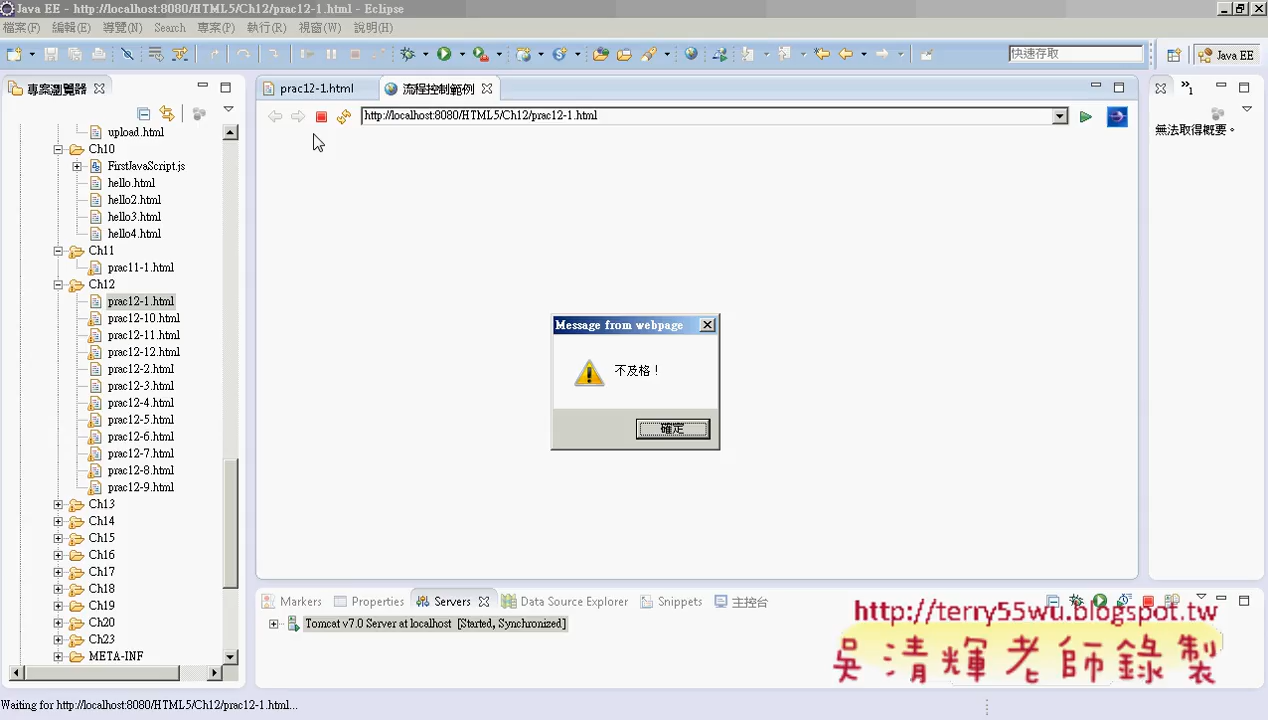 Java EE - http://localhost:8080/HTML5/Ch12/prac12-1.html - Eclipse
檔案(F) 編輯(E) 導覽(N) Search 專案(P) 執行(R) 視窗(W) 說明(H)
快速存取
Java EE
專案瀏覽器
prac12-1.html
流程控制範例
1
http://localhost:8080/HTML5/Ch12/prac12-1.html
無法取得概要。
upload.html
Ch10
FirstJavaScript.js
hello.html
hello2.html
hello3.html
hello4.html
Ch11
prac11-1.html
Ch12
prac12-1.html
prac12-10.html
prac12-11.html
prac12-12.html
prac12-2.html
prac12-3.html
prac12-4.html
prac12-5.html
prac12-6.html
prac12-7.html
prac12-8.html
prac12-9.html
Ch13
Ch14
Ch15
Ch16
Ch17
Ch18
Ch19
Ch20
Ch23
META-INF
Message from webpage
不及格！
確定
Markers Properties Servers Data Source Explorer Snippets 主控台
Tomcat v7.0 Server at localhost [Started, Synchronized]
http://terry55wu.blogspot.tw
吳清輝老師錄製
Waiting for http://localhost:8080/HTML5/Ch12/prac12-1.html...